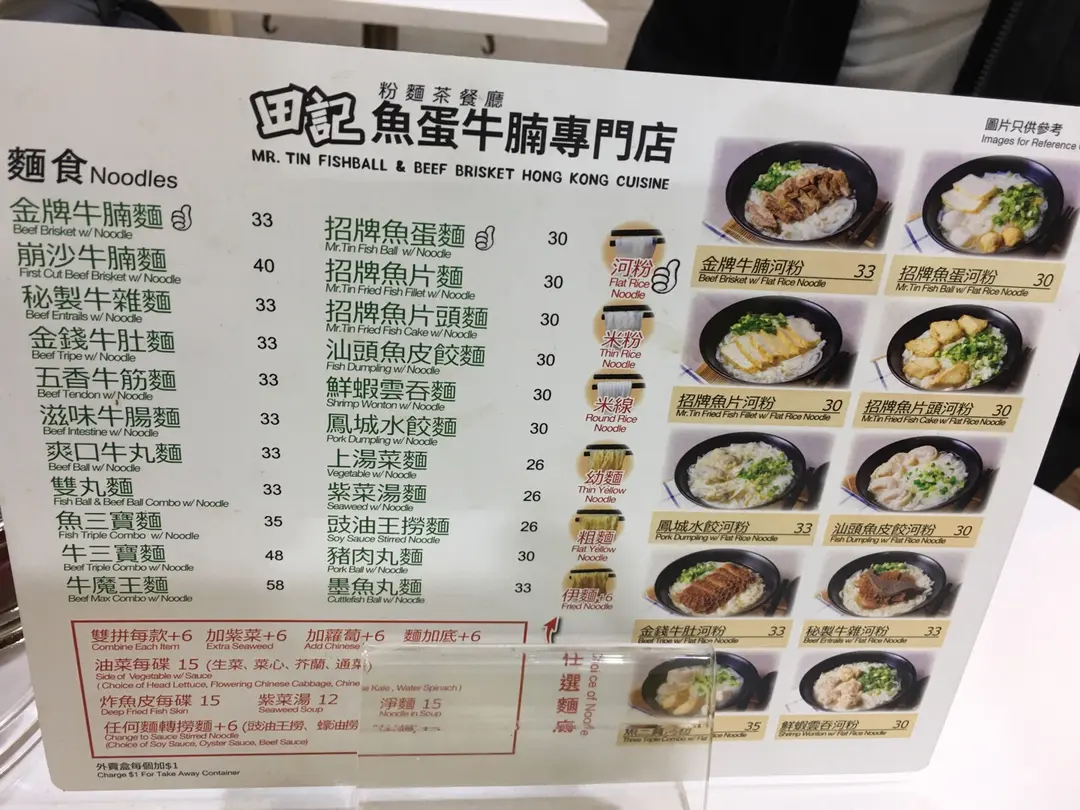 田記
粉麵茶餐廳
魚蛋牛腩專門店
MR. TIN FISHBALL & BEEF BRISKET HONG KONG CUISINE
圖片只供參考
Images for Reference
麵食 Noodles
金牌牛腩麵 33
Beef Brisket w/ Noodle
崩沙牛腩麵 40
First Cut Beef Brisket w/ Noodle
秘製牛雜麵 33
Beef Entrails w/ Noodle
金錢牛肚麵 33
Beef Tripe w/ Noodle
五香牛筋麵 33
Beef Tendon w/ Noodle
滋味牛腸麵 33
Beef Intestine w/ Noodle
爽口牛丸麵 33
Beef Ball w/ Noodle
雙丸麵 33
Fish Ball & Beef Ball Combo w/ Noodle
魚三寶麵 35
Fish Triple Combo w/ Noodle
牛三寶麵 48
Beef Triple Combo w/ Noodle
牛魔王麵 58
Beef Max Combo w/ Noodle
招牌魚蛋麵 30
Mr.Tin Fish Ball w/ Noodle
招牌魚片麵 30
Mr.Tin Fried Fish Fillet w/ Noodle
招牌魚片頭麵 30
Mr.Tin Fried Fish Cake w/ Noodle
汕頭魚皮餃麵 30
Fish Dumpling w/ Noodle
鮮蝦雲吞麵 30
Shrimp Wonton w/ Noodle
鳳城水餃麵 30
Pork Dumpling w/ Noodle
上湯菜麵 26
Vegetable w/ Noodle
紫菜湯麵 26
Seaweed w/ Noodle
豉油王撈麵 26
Soy Sauce Stirred Noodle
豬肉丸麵 30
Pork Ball w/ Noodle
墨魚丸麵 33
Cuttlefish Ball w/ Noodle
河粉
Flat Rice
Noodle
米粉
Thin Rice
Noodle
米線
Round Rice
Noodle
幼麵
Thin Yellow
Noodle
粗麵
Flat Yellow
Noodle
伊麵+6
Fried Noodle
任選麵底
Choice of Noodle
金牌牛腩河粉 33
Beef Brisket w/ Flat Rice Noodle
招牌魚蛋河粉 30
Mr.Tin Fish Ball w/ Flat Rice Noodle
招牌魚片河粉 30
Mr.Tin Fried Fish Fillet w/ Flat Rice Noodle
招牌魚片頭河粉 30
Mr.Tin Fried Fish Cake w/ Flat Rice Noodle
鳳城水餃河粉 33
Pork Dumpling w/ Flat Rice Noodle
汕頭魚皮餃河粉 30
Fish Dumpling w/ Flat Rice Noodle
金錢牛肚河粉 33
Beef Tripe w/ Flat Rice Noodle
秘製牛雜河粉 33
Beef Entrails w/ Flat Rice Noodle
魚三寶河粉 35
Triple Combo w/ Flat Rice Noodle
鮮蝦雲吞河粉 30
Shrimp Wonton w/ Flat Rice Noodle
雙拼每款+6 加紫菜+6 加蘿蔔+6 麵加底+6
Combine Each Item Extra Seaweed Add Chinese
油菜每碟 15 (生菜、菜心、芥蘭、通菜)
Side of Vegetable w/ Sauce
(Choice of Head Lettuce, Flowering Chinese Cabbage, Chinese Kale, Water Spinach)
炸魚皮每碟 15 紫菜湯 12 淨麵 15
Deep Fried Fish Skin Seaweed Soup Noodle in Soup
任何麵轉撈麵+6 (豉油王撈、蠔油撈
Change to Sauce Stirred Noodle
(Choice of Soy Sauce, Oyster Sauce, Beef Sauce)
外賣盒每個加$1
Charge $1 For Take Away Container